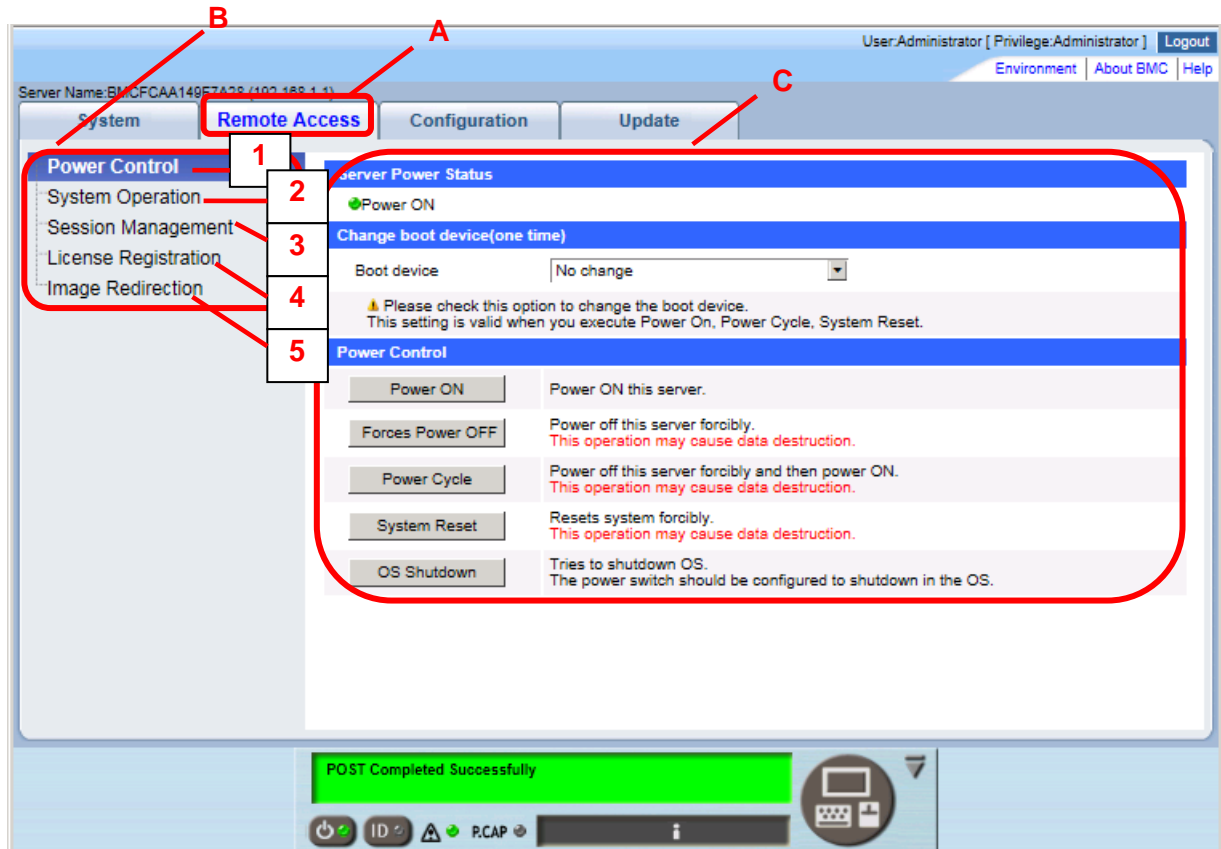 B
A
User:Administrator [ Privilege:Administrator ] Logout
Environment About BMC Help
C
Server Name:BMCFCAA149F7A28 (192.168.1.1)
System Remote Access Configuration Update
Power Control 1
System Operation 2
Session Management 3
License Registration 4
Image Redirection 5
Server Power Status
Power ON
Change boot device(one time)
Boot device No change
Please check this option to change the boot device.
This setting is valid when you execute Power On, Power Cycle, System Reset.
Power Control
Power ON Power ON this server.
Forces Power OFF Power off this server forcibly.
This operation may cause data destruction.
Power Cycle Power off this server forcibly and then power ON.
This operation may cause data destruction.
System Reset Resets system forcibly.
This operation may cause data destruction.
OS Shutdown Tries to shutdown OS.
The power switch should be configured to shutdown in the OS.
POST Completed Successfully
ID P.CAP i